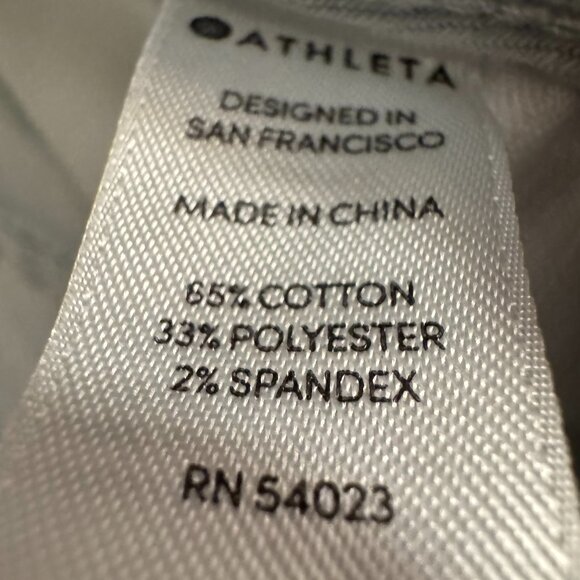 ATHLETA
DESIGNED IN
SAN FRANCISCO
MADE IN CHINA
65% COTTON
33% POLYESTER
2% SPANDEX
RN 54023